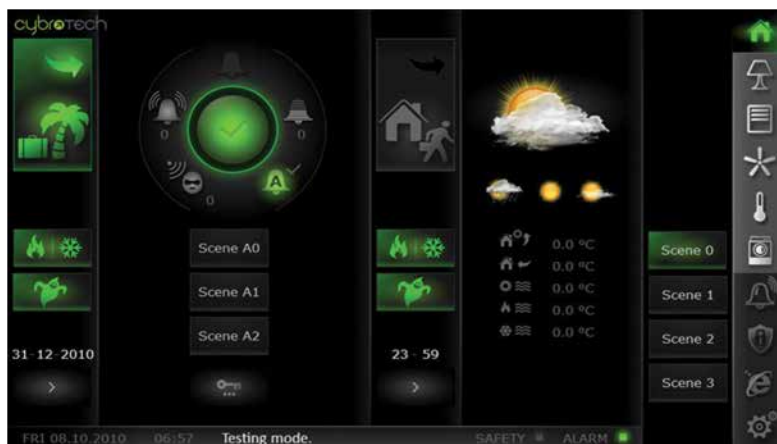 cybrotech
0
0
A
0
Scene A0
Scene A1
Scene A2
31-12-2010
23 - 59
0.0 °C
0.0 °C
0.0 °C
0.0 °C
0.0 °C
Scene 0
Scene 1
Scene 2
Scene 3
FRI 08.10.2010 06:57 Testing mode. SAFETY ALARM